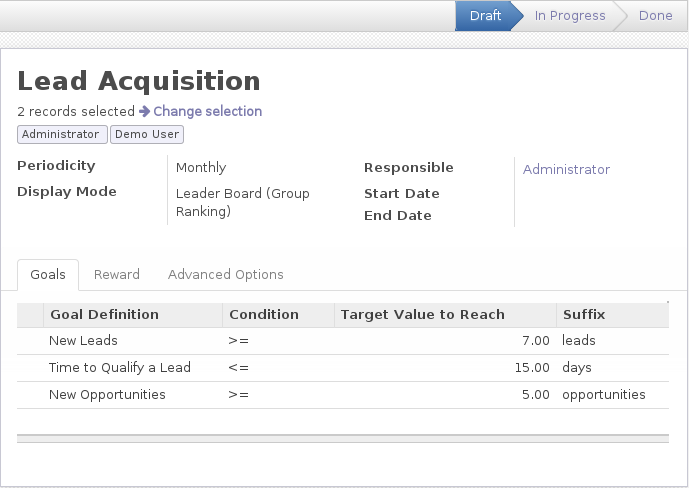 Draft In Progress Done
Lead Acquisition
2 records selected → Change selection
Administrator Demo User
Periodicity Monthly Responsible Administrator
Display Mode Leader Board (Group Start Date
Ranking) End Date
Goals Reward Advanced Options
Goal Definition Condition Target Value to Reach Suffix
New Leads >= 7.00 leads
Time to Qualify a Lead <= 15.00 days
New Opportunities >= 5.00 opportunities